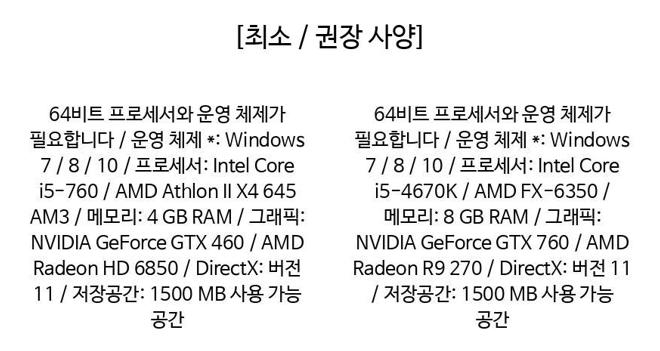 [최소 / 권장 사양]
64비트 프로세서와 운영 체제가
필요합니다 / 운영 체제 *: Windows
7 / 8 / 10 / 프로세서: Intel Core
i5-760 / AMD Athlon II X4 645
AM3 / 메모리: 4 GB RAM / 그래픽:
NVIDIA GeForce GTX 460 / AMD
Radeon HD 6850 / DirectX: 버전
11 / 저장공간: 1500 MB 사용 가능
공간
64비트 프로세서와 운영 체제가
필요합니다 / 운영 체제 *: Windows
7 / 8 / 10 / 프로세서: Intel Core
i5-4670K / AMD FX-6350 /
메모리: 8 GB RAM / 그래픽:
NVIDIA GeForce GTX 760 / AMD
Radeon R9 270 / DirectX: 버전 11
/ 저장공간: 1500 MB 사용 가능
공간